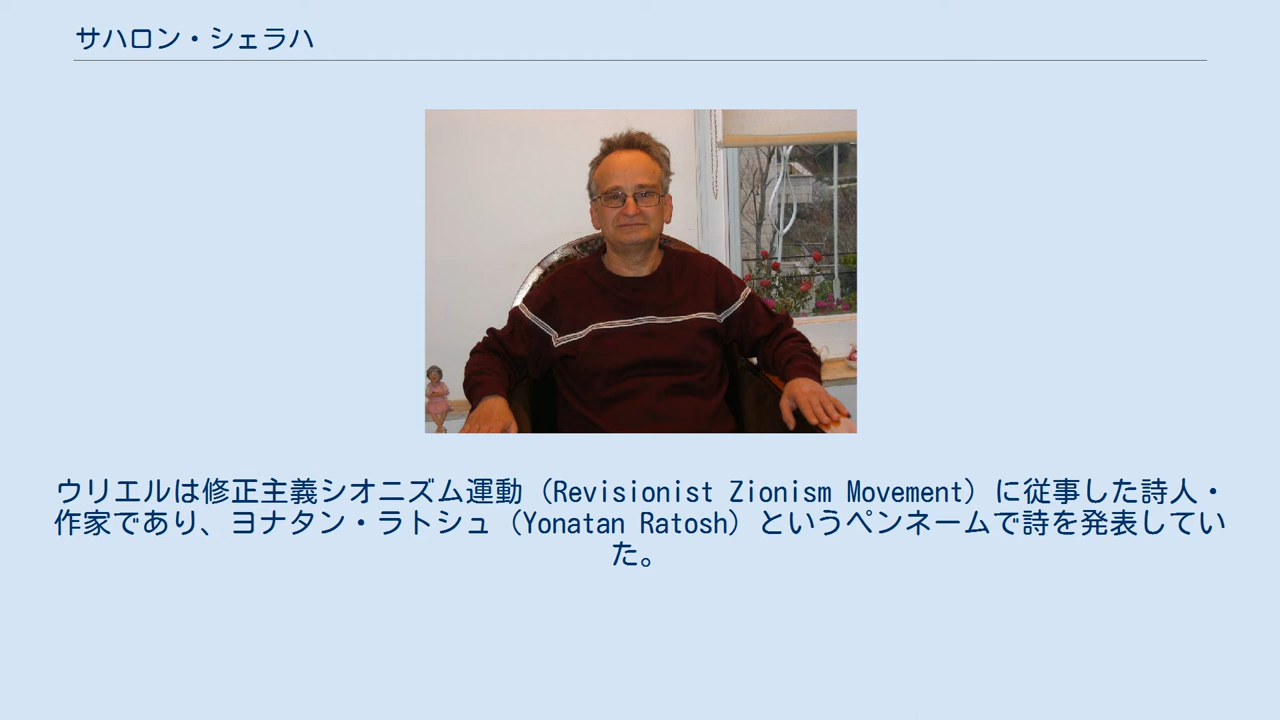 サハロン・シェラハ
ウリエルは修正主義シオニズム運動（Revisionist Zionism Movement）に従事した詩人・
作家であり、ヨナタン・ラトシュ（Yonatan Ratosh）というペンネームで詩を発表してい
た。